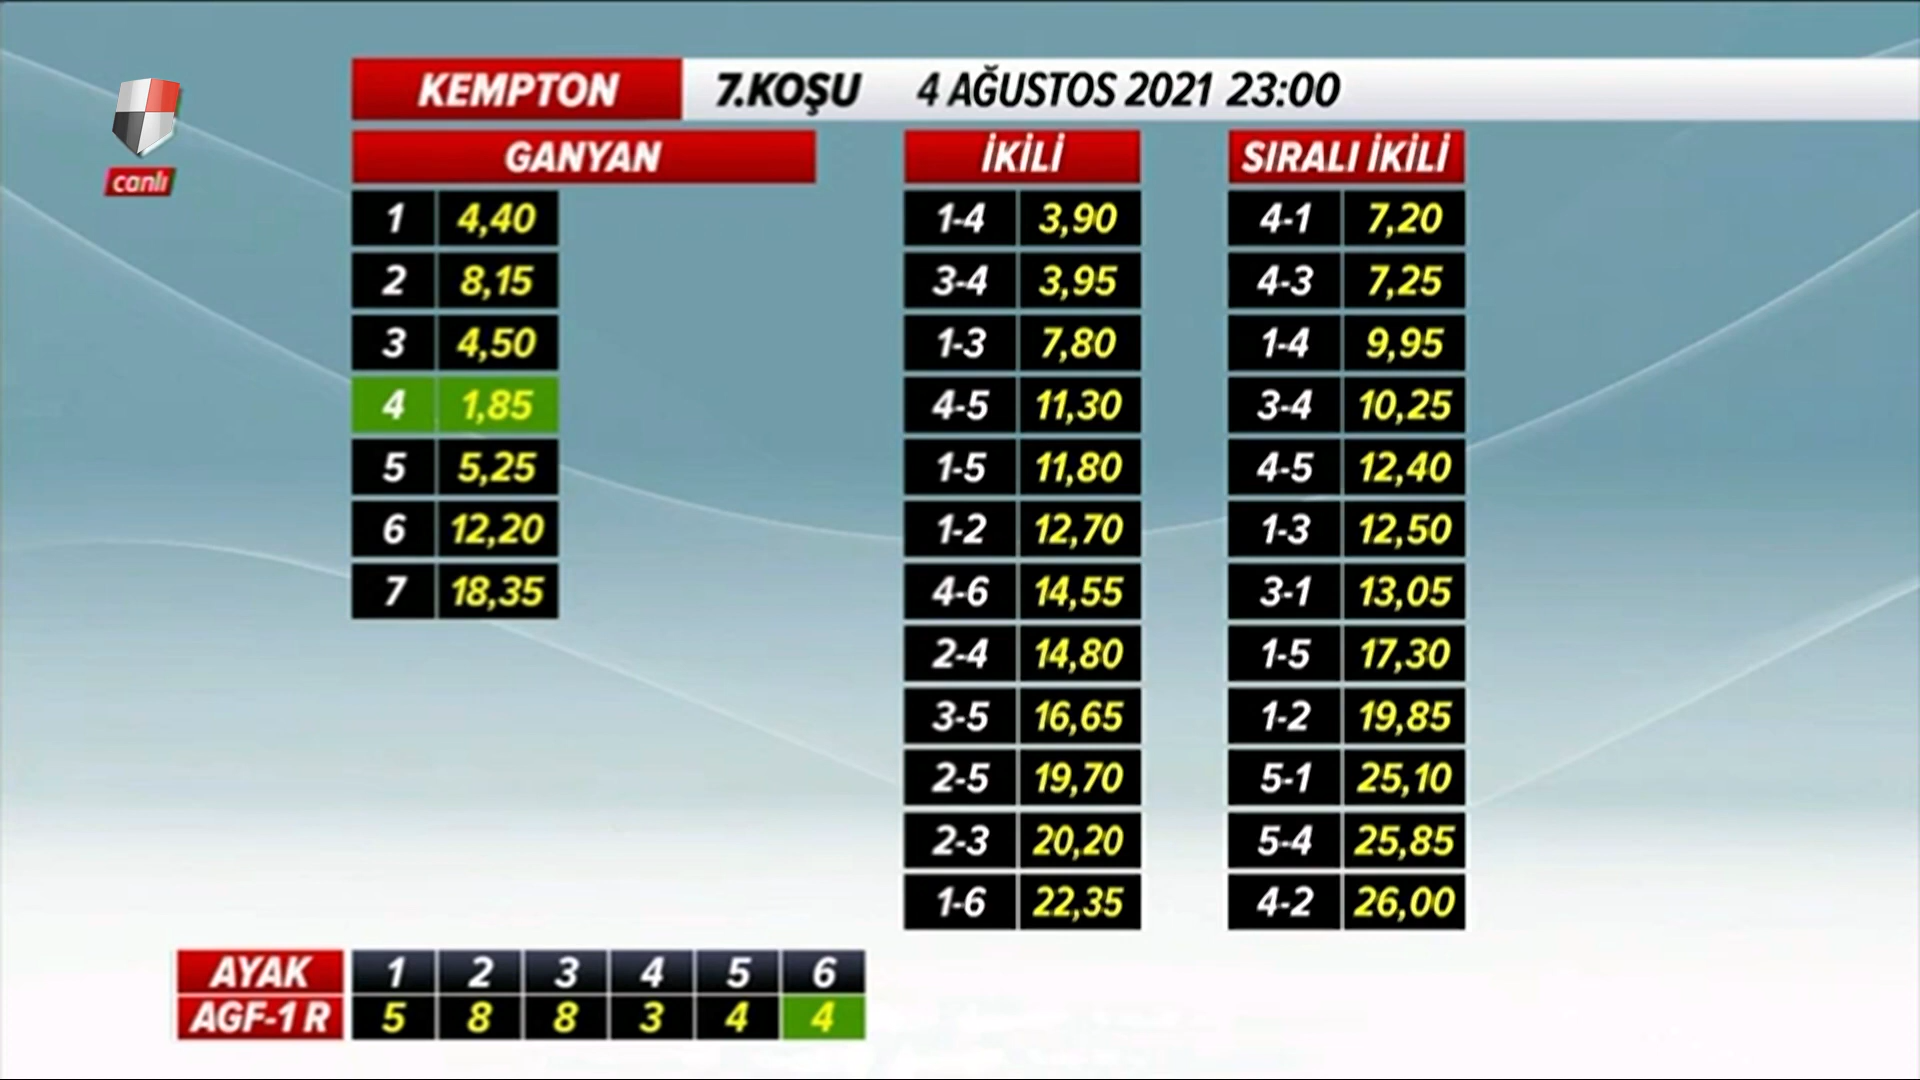 KEMPTON 7.KOŞU 4 AĞUSTOS 2021 23:00
canlı
GANYAN İKİLİ SIRALI İKİLİ
1 4,40 1-4 3,90 4-1 7,20
2 8,15 3-4 3,95 4-3 7,25
3 4,50 1-3 7,80 1-4 9,95
4 1,85 4-5 11,30 3-4 10,25
5 5,25 1-5 11,80 4-5 12,40
6 12,20 1-2 12,70 1-3 12,50
7 18,35 4-6 14,55 3-1 13,05
2-4 14,80 1-5 17,30
3-5 16,65 1-2 19,85
2-5 19,70 5-1 25,10
2-3 20,20 5-4 25,85
1-6 22,35 4-2 26,00
AYAK 1 2 3 4 5 6
AGF-1 R 5 8 8 3 4 4